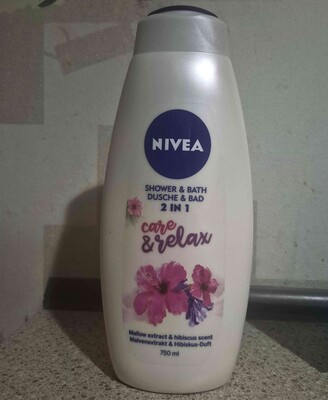 NIVEA
SHOWER & BATH
DUSCHE & BAD
2 IN 1
care
& relax
Mallow extract & hibiscus scent
Malvenextrakt & Hibiskus-Duft
750 ml